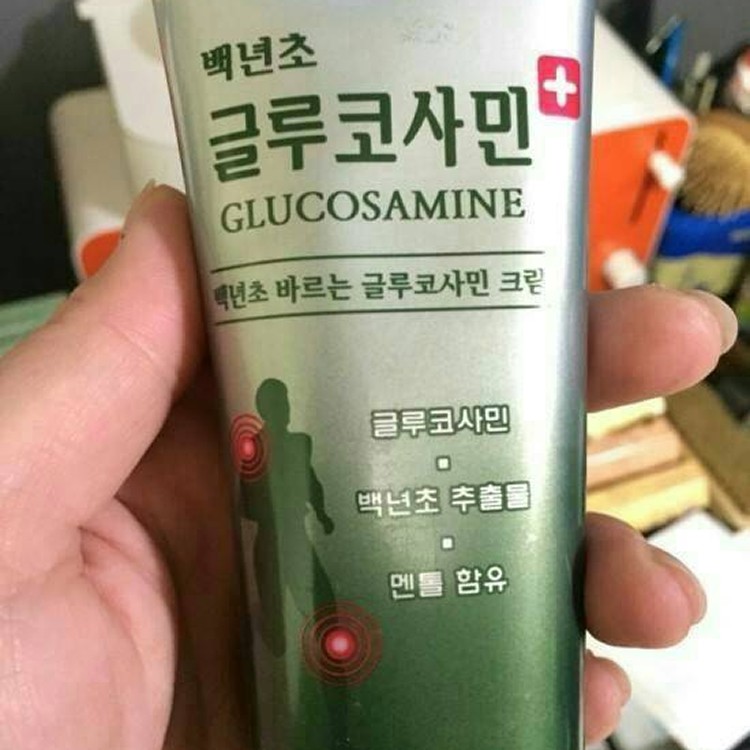 백년초
글루코사민
GLUCOSAMINE
백년초 바르는 글루코사민 크림
글루코사민
백년초 추출물
멘톨 함유